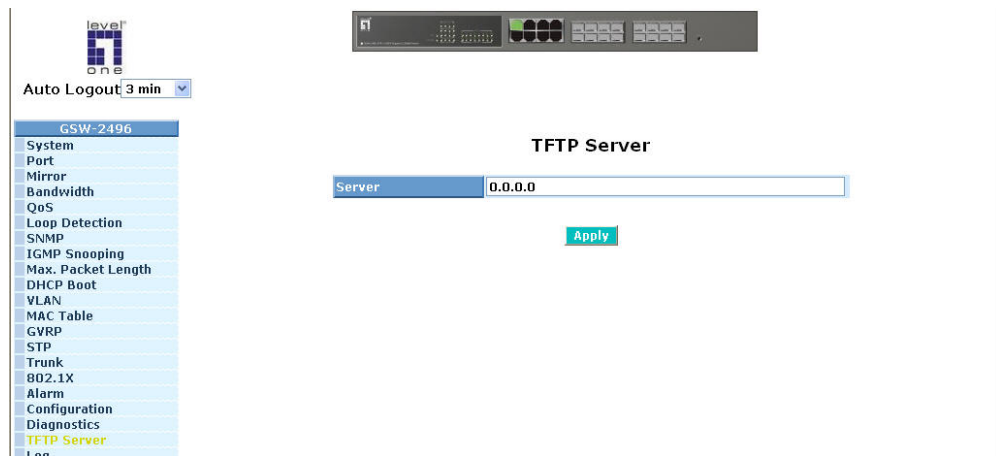 level
one
Auto Logout 3 min
GSW-2496
System
Port
Mirror
Bandwidth
QoS
Loop Detection
SNMP
IGMP Snooping
Max. Packet Length
DHCP Boot
VLAN
MAC Table
GVRP
STP
Trunk
802.1X
Alarm
Configuration
Diagnostics
TFTP Server
Log
TFTP Server
Server 0.0.0.0
Apply